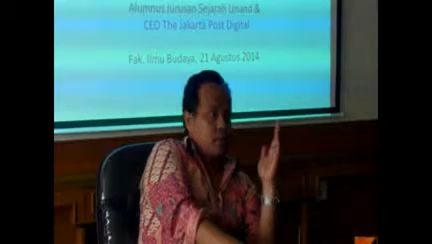 Alumnus Jurusan Sejarah Unand &
CEO The Jakarta Post Digital
Fak. Ilmu Budaya, 21 Agustus 2014